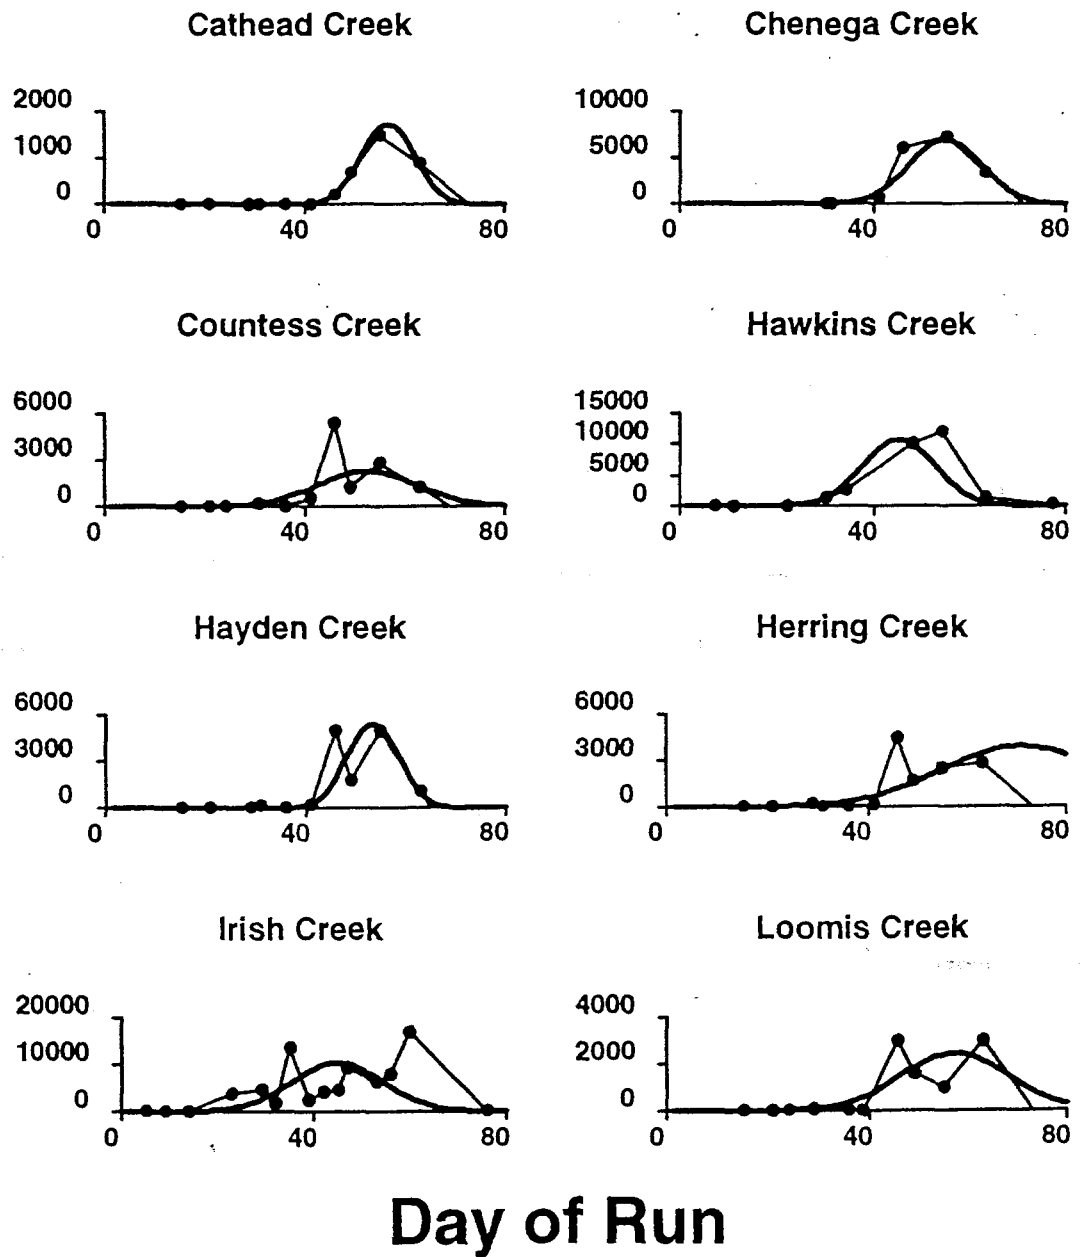 Cathead Creek
2000
1000
0
0 40 80
Chenega Creek
10000
5000
0
0 40 80
Countess Creek
6000
3000
0
0 40 80
Hawkins Creek
15000
10000
5000
0
0 40 80
Hayden Creek
6000
3000
0
0 40 80
Herring Creek
6000
3000
0
0 40 80
Irish Creek
20000
10000
0
0 40 80
Loomis Creek
4000
2000
0
0 40 80
Day of Run